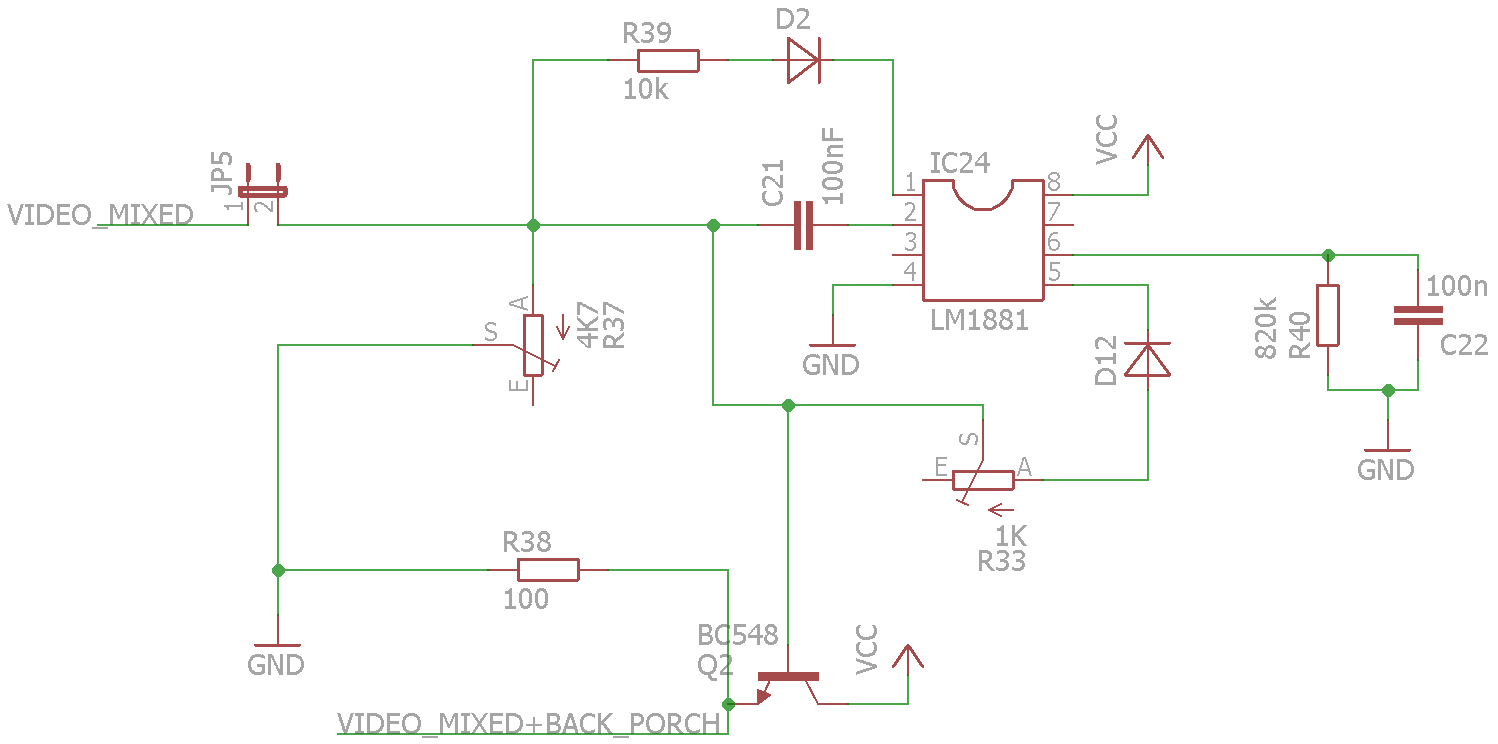 D2
R39
10k
JP5
1
2
VIDEO_MIXED
C21
100nF
IC24
1
2
3
4
8
7
6
5
LM1881
VCC
GND
A
S
E
4K7
R37
D12
820k
R40
100n
C22
GND
S
E
A
1K
R33
R38
100
GND
BC548
Q2
VCC
VIDEO_MIXED+BACK_PORCH